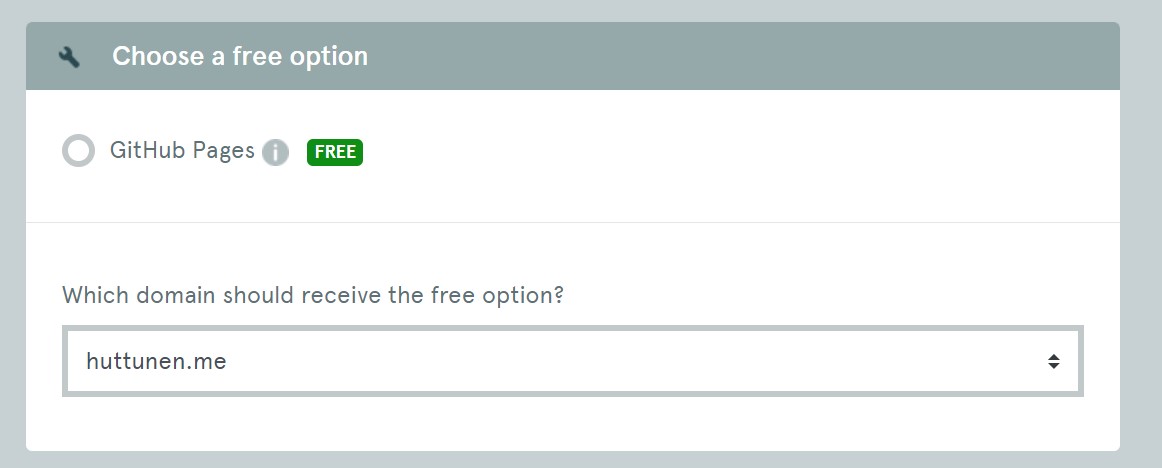 Choose a free option
GitHub Pages i FREE
Which domain should receive the free option?
huttunen.me